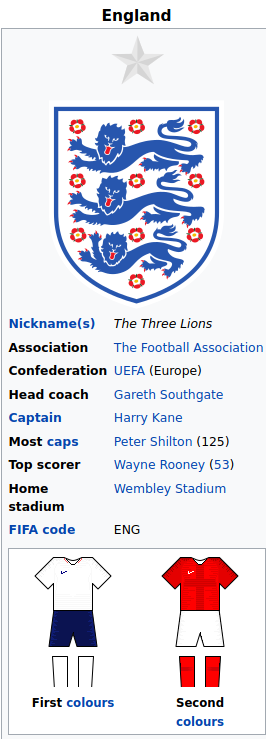 England
Nickname(s) The Three Lions
Association The Football Association
Confederation UEFA (Europe)
Head coach Gareth Southgate
Captain Harry Kane
Most caps Peter Shilton (125)
Top scorer Wayne Rooney (53)
Home Wembley Stadium
stadium
FIFA code ENG
First colours Second
colours